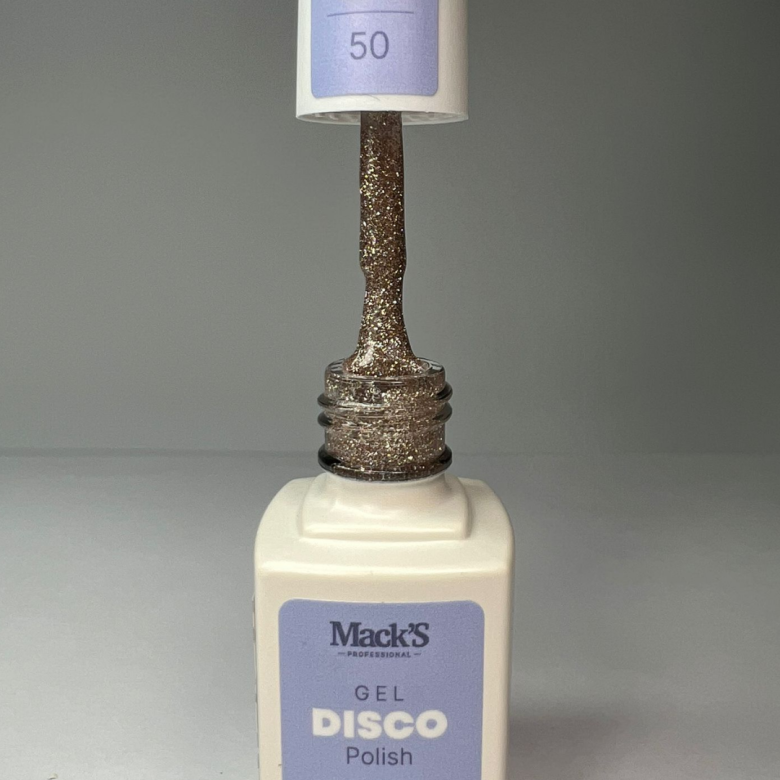 50
Mack'S
PROFESSIONAL
GEL
DISCO
Polish